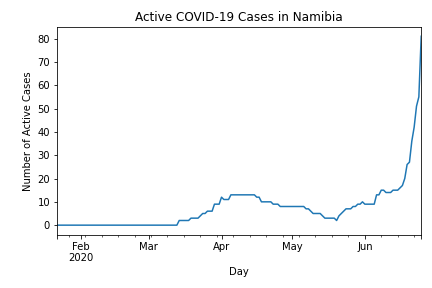 Active COVID-19 Cases in Namibia
Number of Active Cases
80
70
60
50
40
30
20
10
0
Feb
2020
Mar
Apr
May
Jun
Day